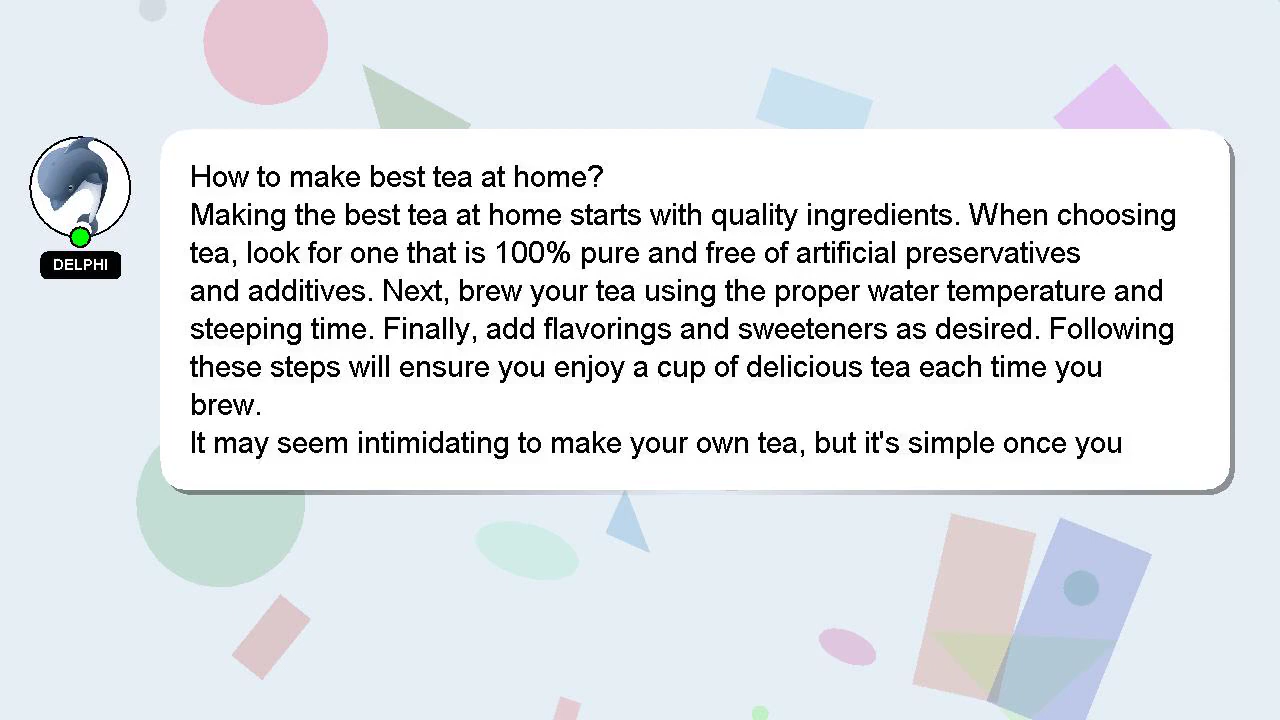 How to make best tea at home?
Making the best tea at home starts with quality ingredients. When choosing
tea, look for one that is 100% pure and free of artificial preservatives
and additives. Next, brew your tea using the proper water temperature and
steeping time. Finally, add flavorings and sweeteners as desired. Following
these steps will ensure you enjoy a cup of delicious tea each time you
brew.
It may seem intimidating to make your own tea, but it's simple once you
DELPHI